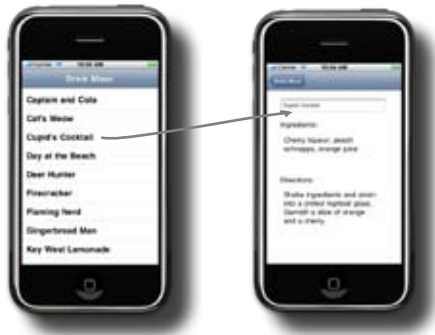 Drink Mixer
Captain and Cola
Cat's Meow
Cupid's Cocktail
Day at the Beach
Deer Hunter
Firecracker
Flaming Nerd
Gingerbread Man
Key West Lemonade
Drink Mixer
Cupid's Cocktail
Ingredients:
Cherry liqueur, peach
schnapps, orange juice
Directions:
Shake ingredients and strain
into a chilled highball glass.
Garnish a slice of orange
and a cherry.